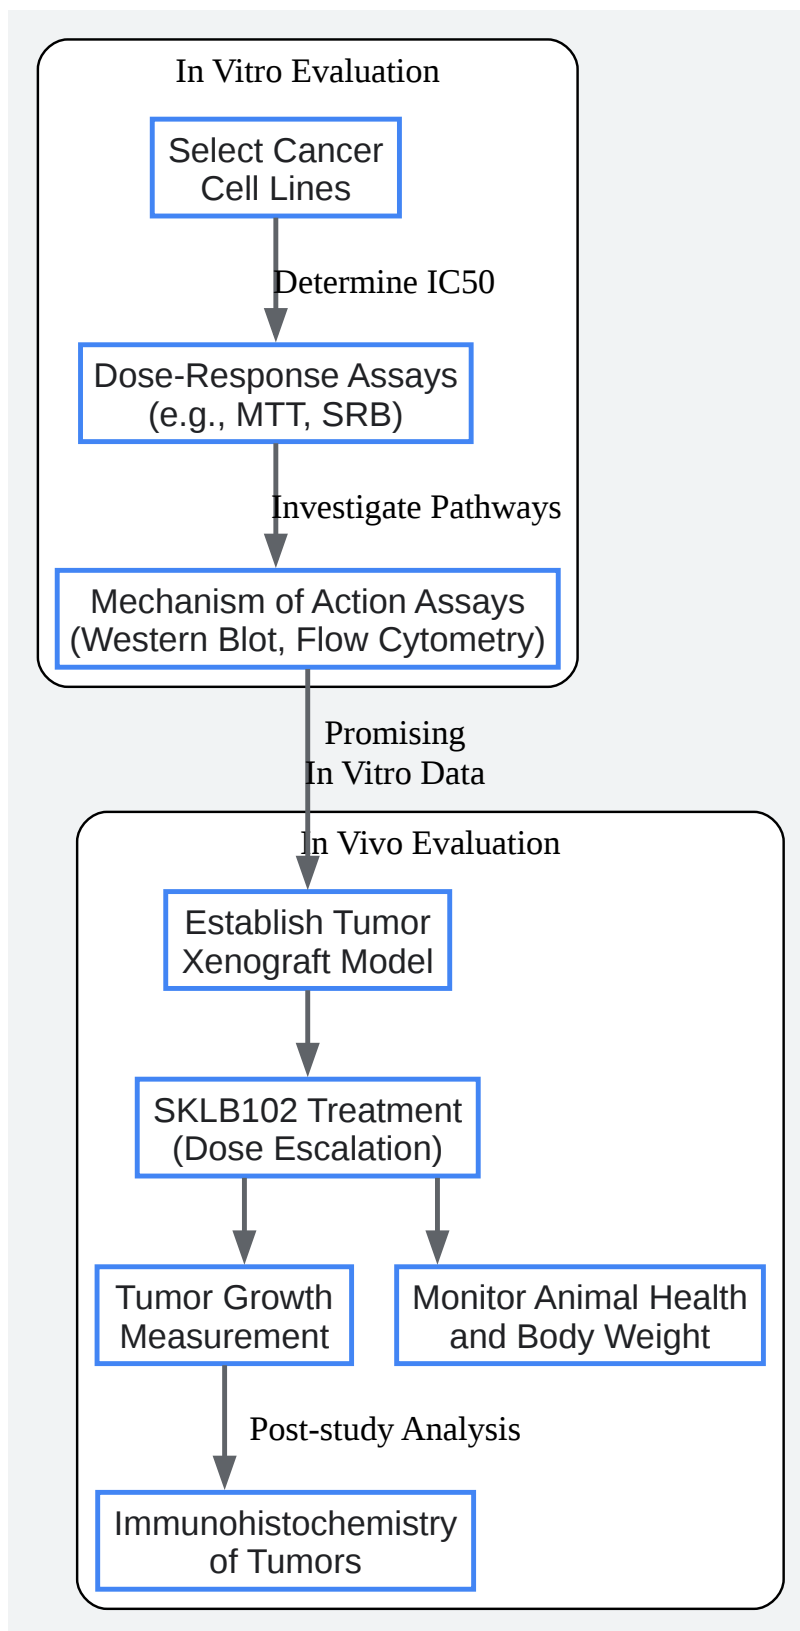 In Vitro Evaluation
Select Cancer
Cell Lines
Determine IC50
Dose-Response Assays
(e.g., MTT, SRB)
Investigate Pathways
Mechanism of Action Assays
(Western Blot, Flow Cytometry)
Promising
In Vitro Data
In Vivo Evaluation
Establish Tumor
Xenograft Model
SKLB102 Treatment
(Dose Escalation)
Tumor Growth
Measurement
Monitor Animal Health
and Body Weight
Post-study Analysis
Immunohistochemistry
of Tumors